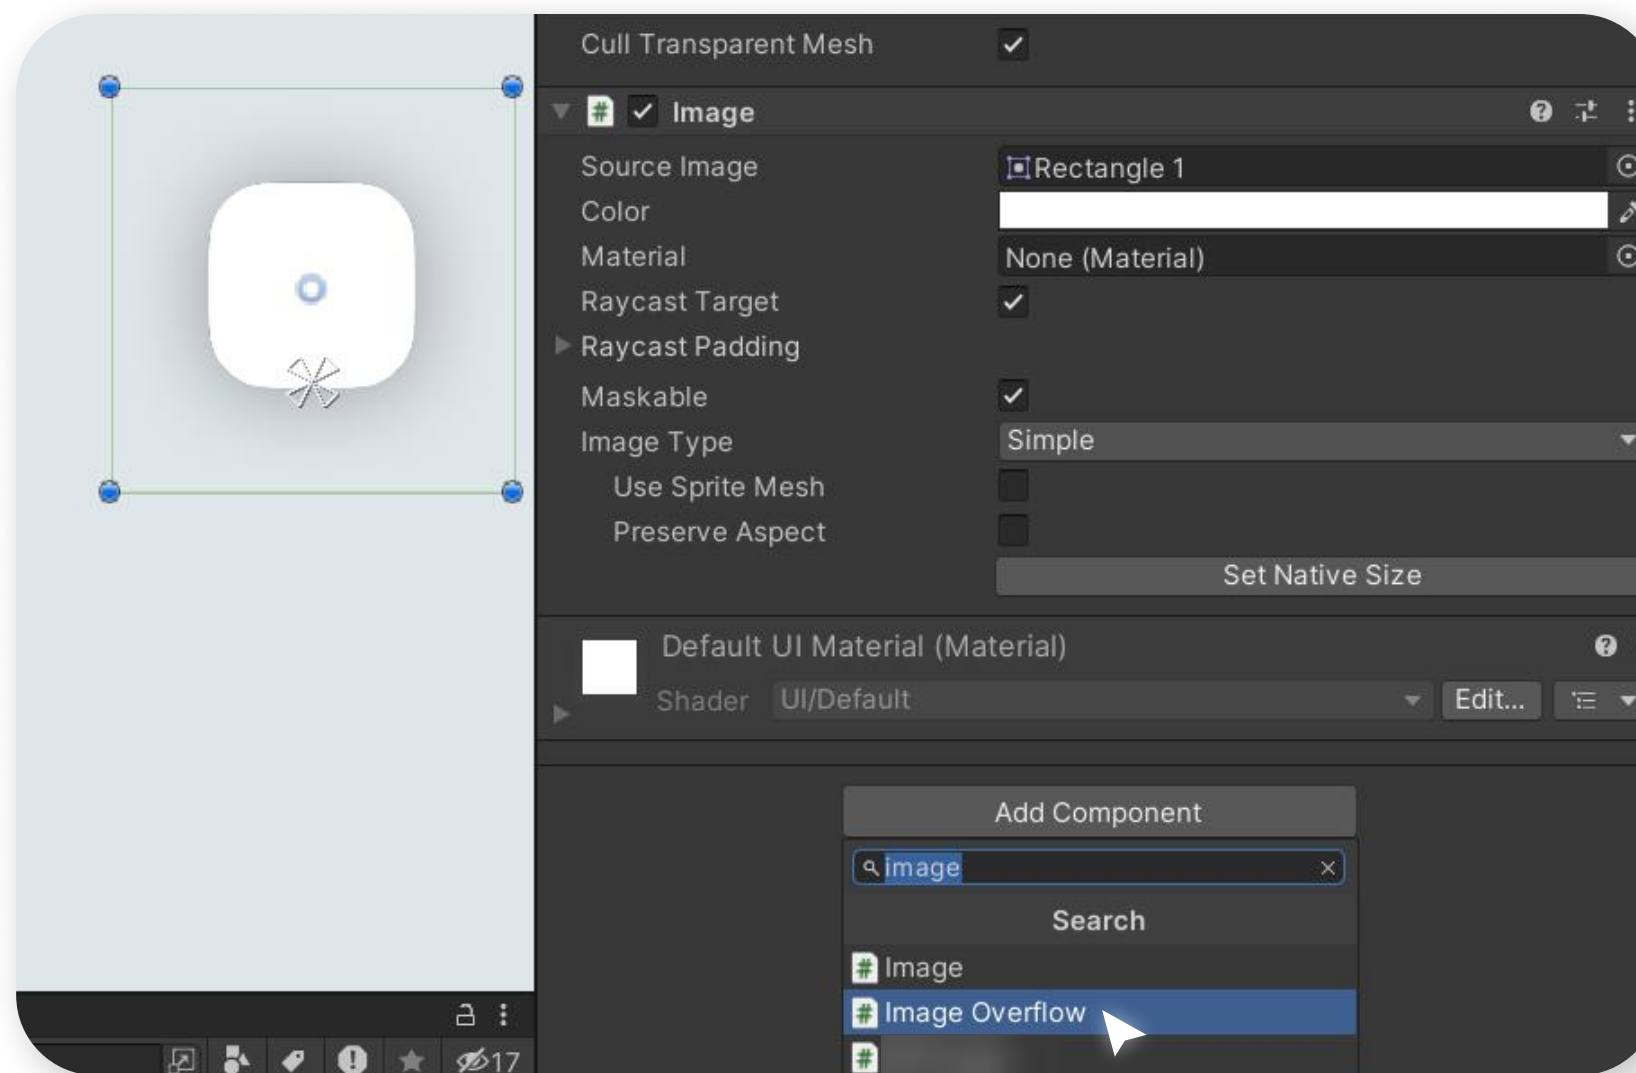 Cull Transparent Mesh
Image
Source Image
Rectangle 1
Color
Material
None (Material)
Raycast Target
Raycast Padding
Maskable
Image Type
Simple
Use Sprite Mesh
Preserve Aspect
Set Native Size
Default UI Material (Material)
Shader
UI/Default
Edit...
Add Component
image
Search
Image
Image Overflow
17